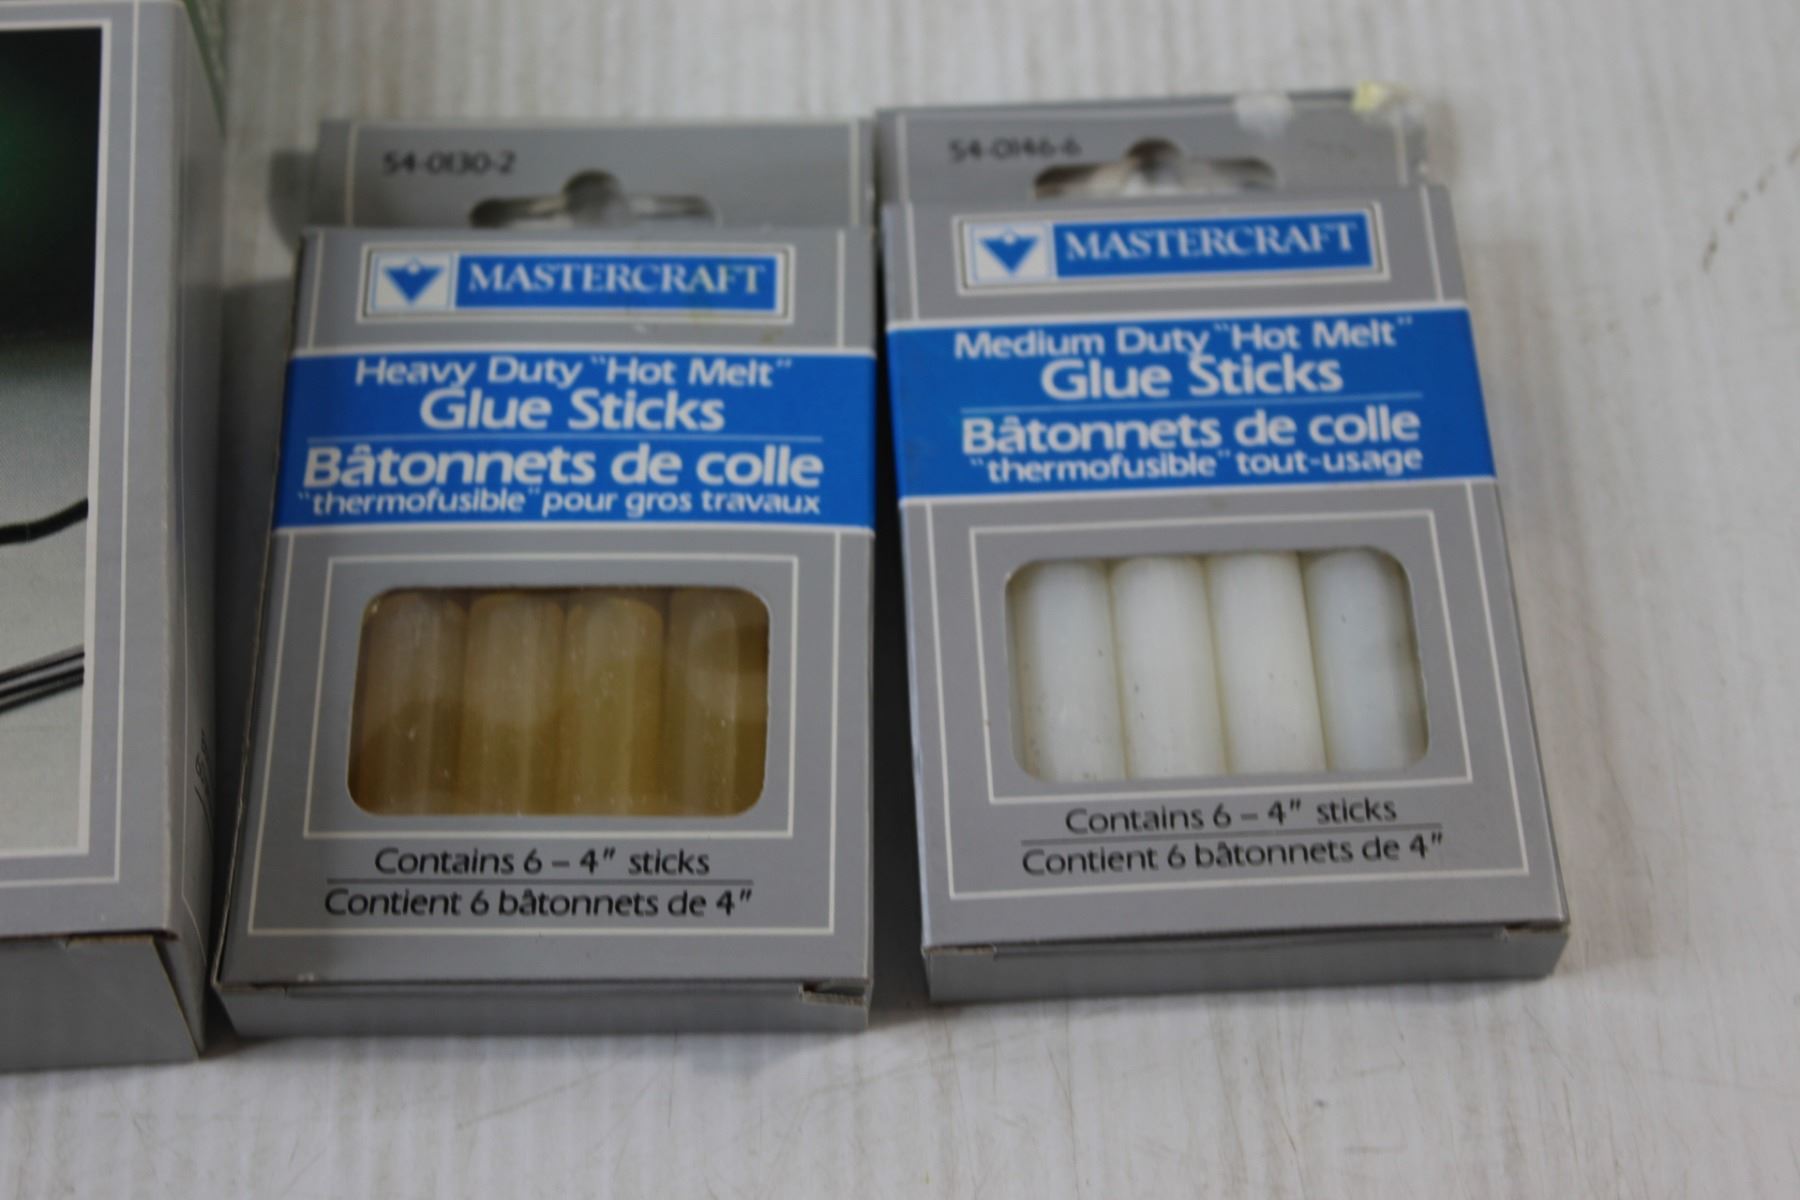 54-0130-2
MASTERCRAFT
Heavy Duty "Hot Melt"
Glue Sticks
Bâtonnets de colle
"thermofusible" pour gros travaux
Contains 6 – 4" sticks
Contient 6 bâtonnets de 4"
54-0146-6
MASTERCRAFT
Medium Duty "Hot Melt"
Glue Sticks
Bâtonnets de colle
"thermofusible" tout-usage
Contains 6 – 4" sticks
Contient 6 bâtonnets de 4"